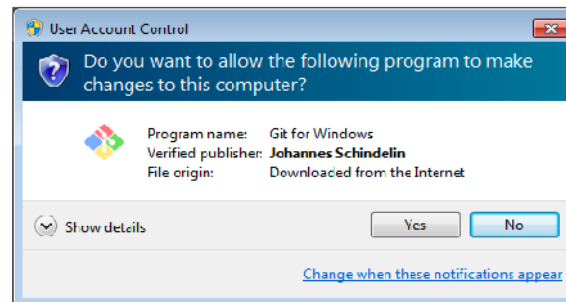 User Account Control
Do you want to allow the following program to make
changes to this computer?
Program name: Git for Windows
Verified publisher: Johannes Schindelin
File origin: Downloaded from the Internet
Show details
Yes
No
Change when these notifications appear